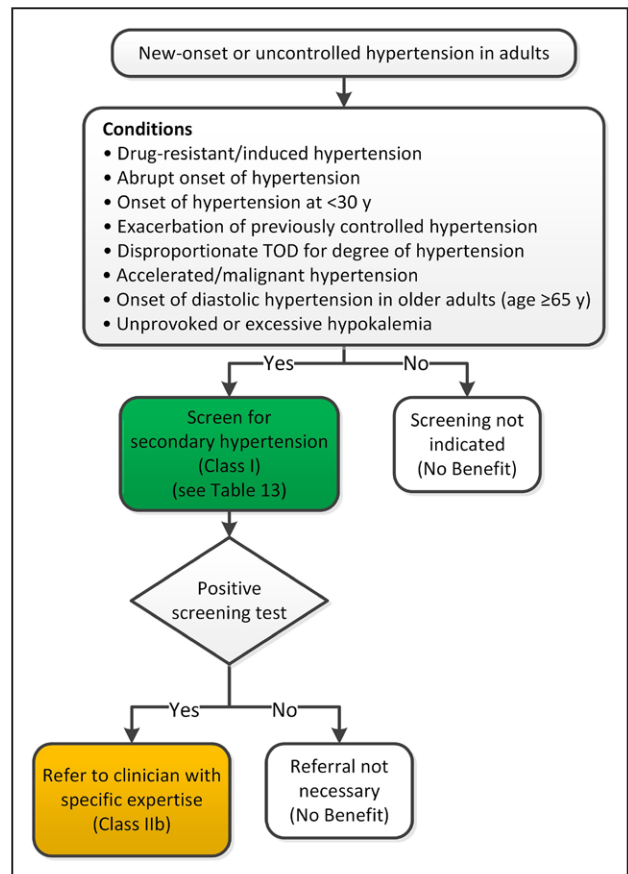 New-onset or uncontrolled hypertension in adults
Conditions
• Drug-resistant/induced hypertension
• Abrupt onset of hypertension
• Onset of hypertension at <30 y
• Exacerbation of previously controlled hypertension
• Disproportionate TOD for degree of hypertension
• Accelerated/malignant hypertension
• Onset of diastolic hypertension in older adults (age ≥65 y)
• Unprovoked or excessive hypokalemia
Yes
No
Screen for
secondary hypertension
(Class I)
(see Table 13)
Screening not
indicated
(No Benefit)
Positive
screening test
Yes
No
Refer to clinician with
specific expertise
(Class IIb)
Referral not
necessary
(No Benefit)